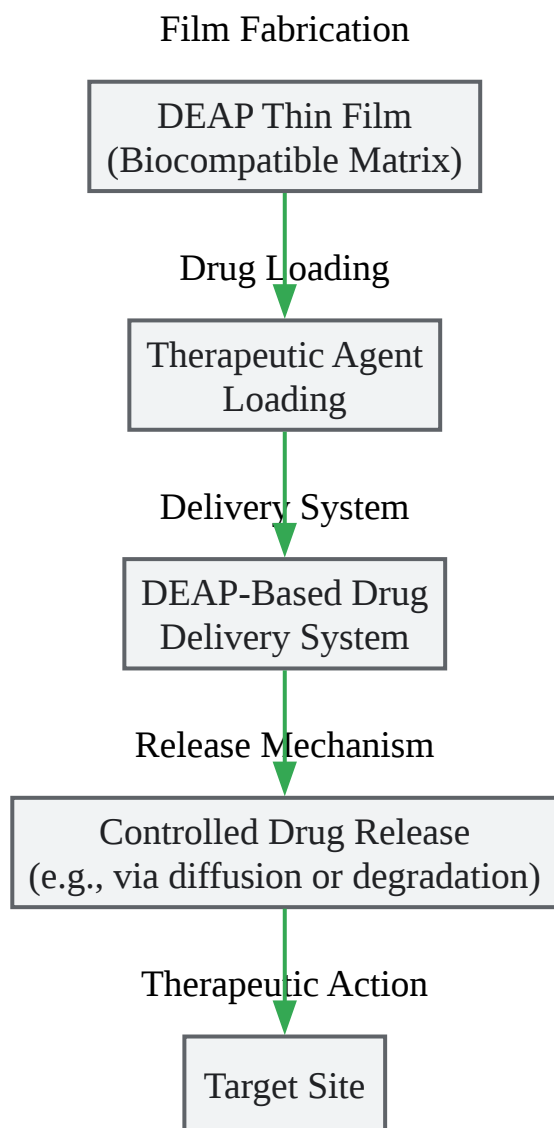 Film Fabrication
DEAP Thin Film
(Biocompatible Matrix)
Drug Loading
Therapeutic Agent
Loading
Delivery System
DEAP-Based Drug
Delivery System
Release Mechanism
Controlled Drug Release
(e.g., via diffusion or degradation)
Therapeutic Action
Target Site